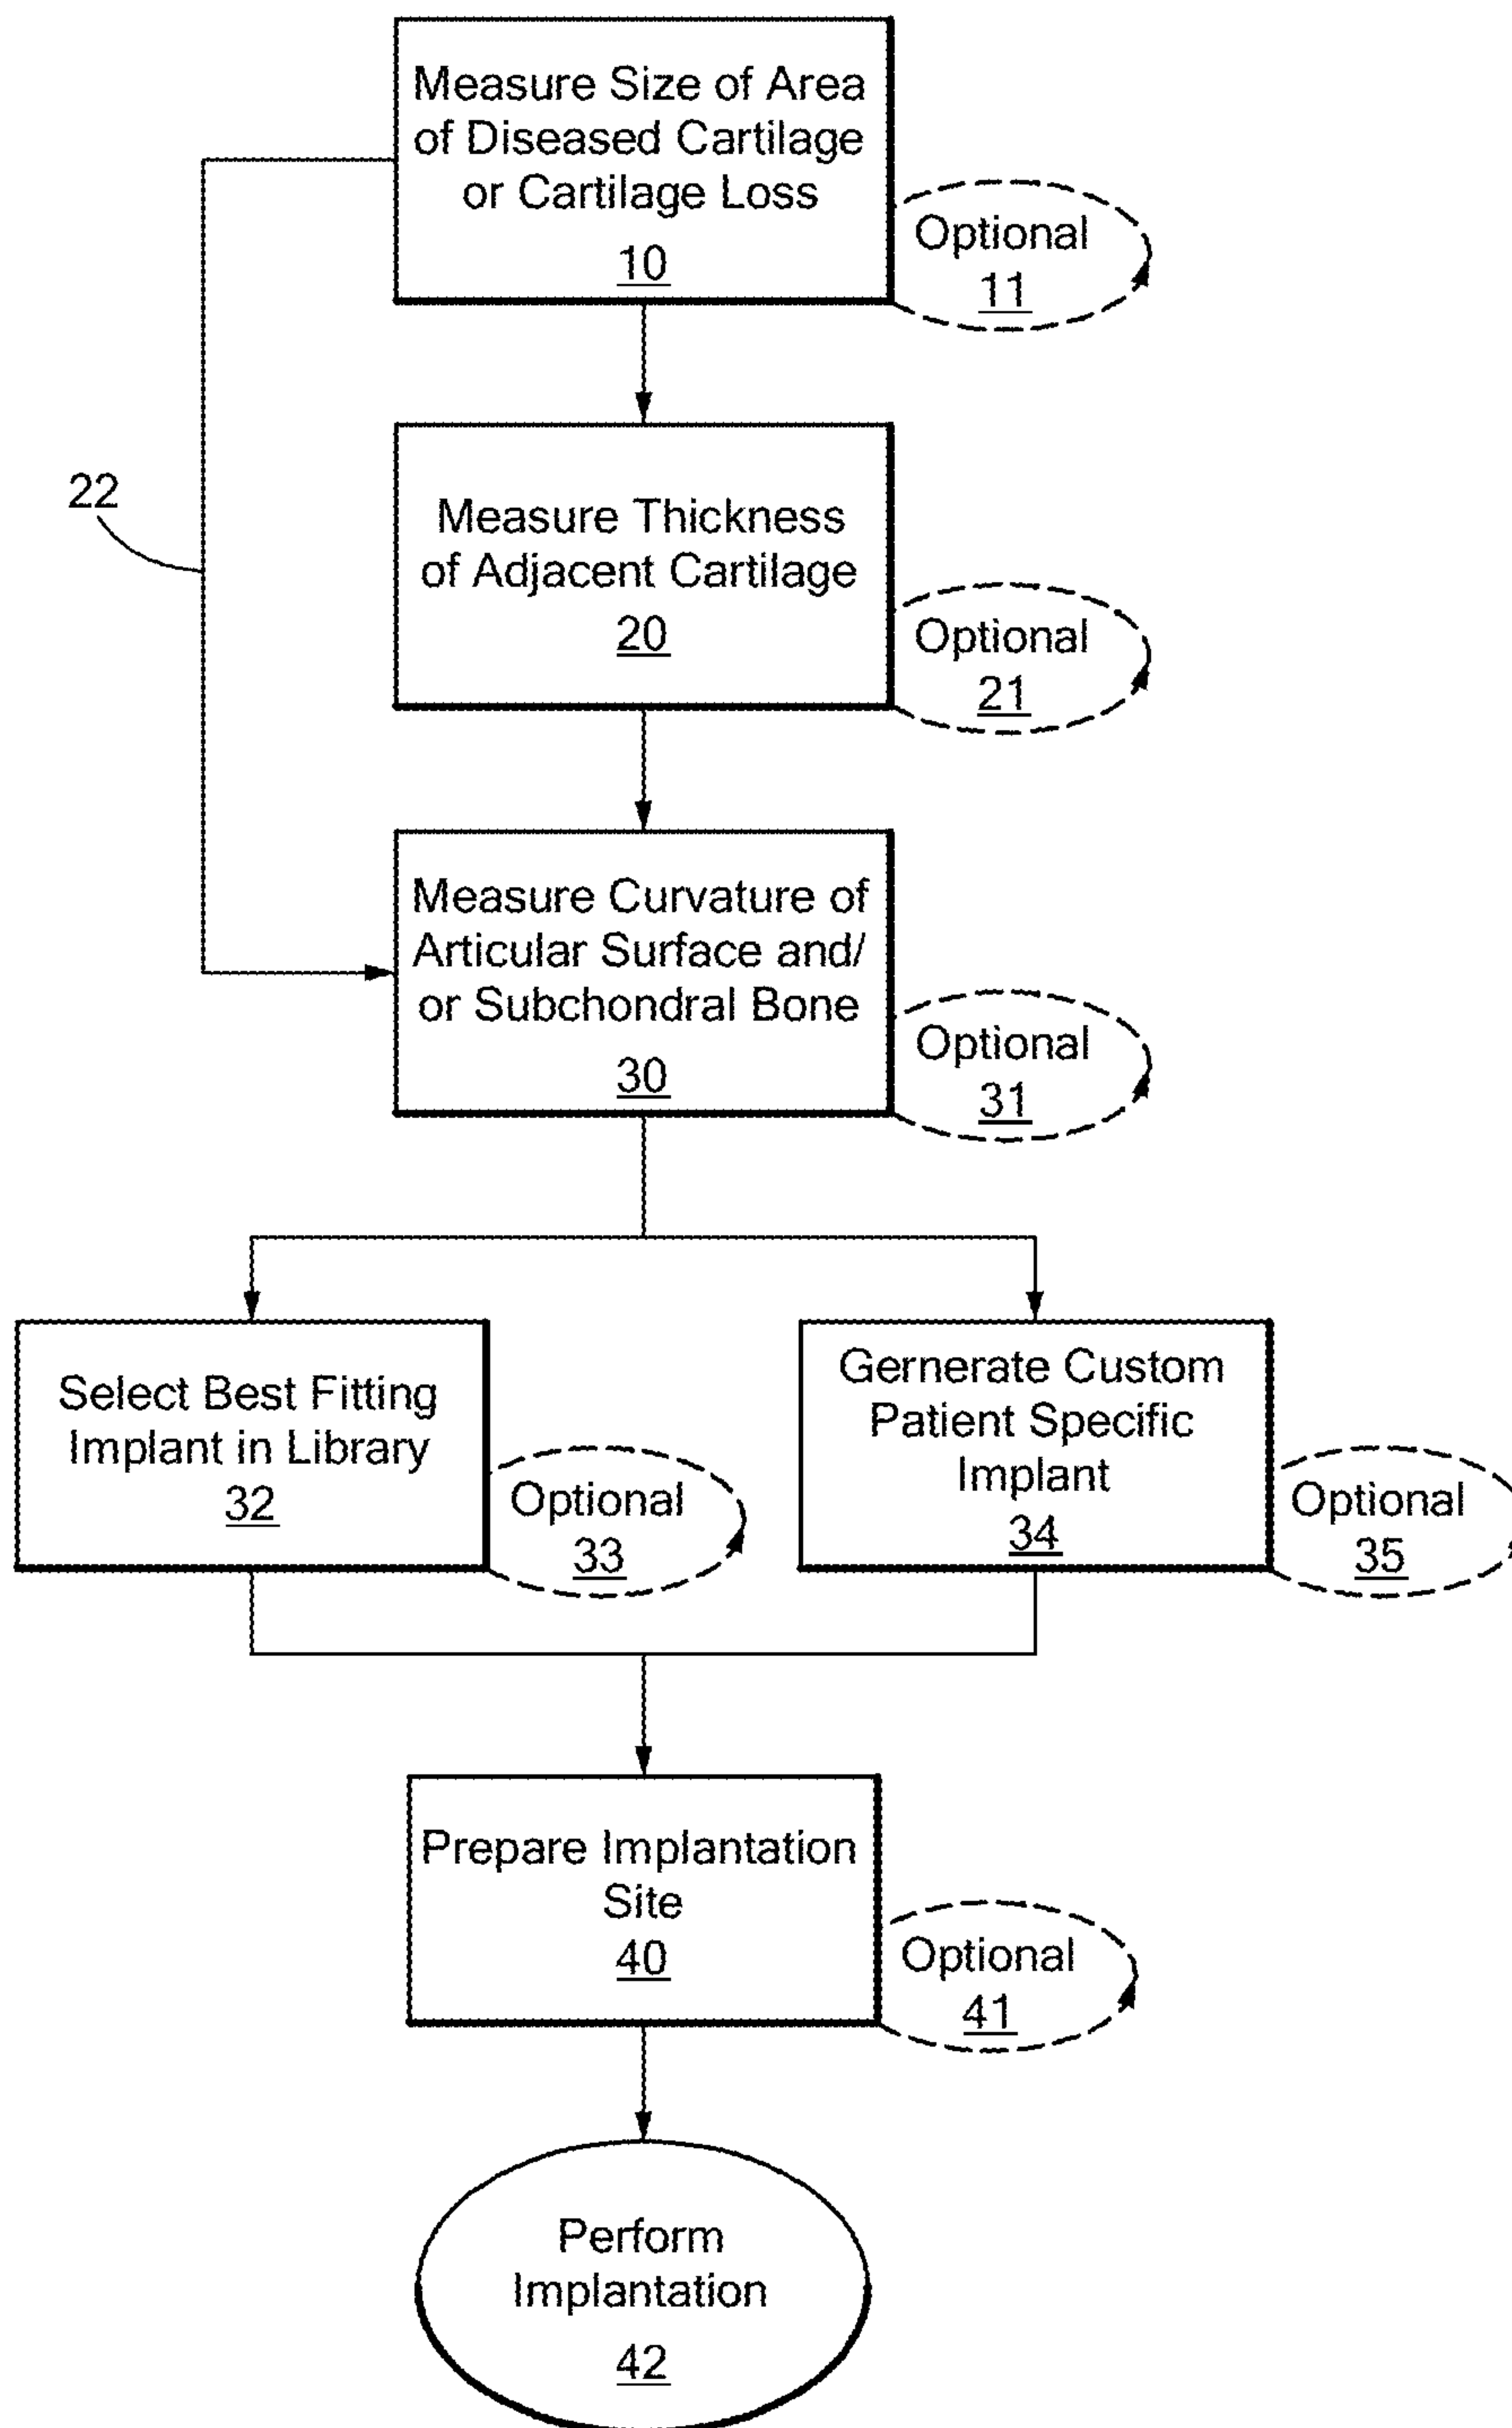 Measure Size of Area
of Diseased Cartilage
or Cartilage Loss
10
Optional
11
22
Measure Thickness
of Adjacent Cartilage
20
Optional
21
Measure Curvature of
Articular Surface and/
or Subchondral Bone
30
Optional
31
Select Best Fitting
Implant in Library
32
Optional
33
Gernerate Custom
Patient Specific
Implant
34
Optional
35
Prepare Implantation
Site
40
Optional
41
Perform
Implantation
42